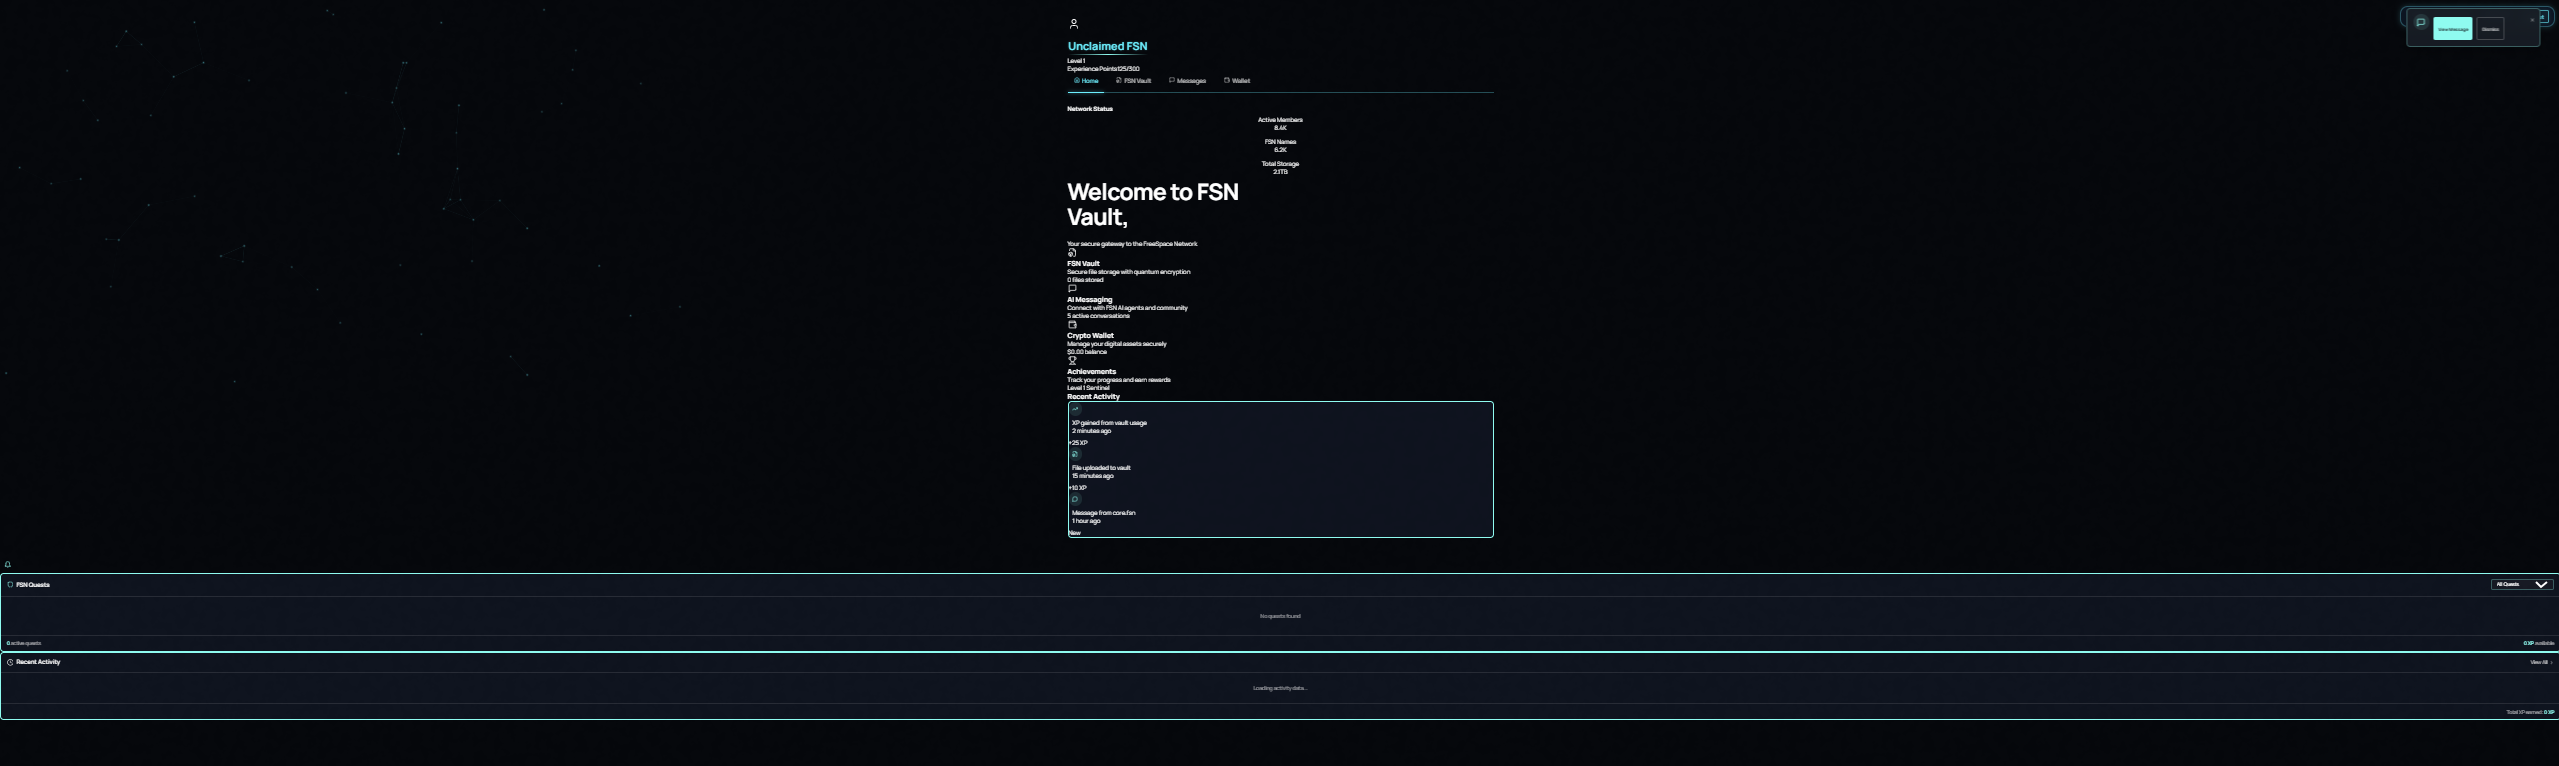 Unclaimed FSN
Level 1
Experience Points125/300
Home FSN Vault Messages Wallet
View Message Dismiss
Network Status
Active Members
8.4K
FSN Names
6.2K
Total Storage
2.1TB
Welcome to FSN
Vault,
Your secure gateway to the FreeSpace Network
FSN Vault
Secure file storage with quantum encryption
0 files stored
AI Messaging
Connect with FSN AI agents and community
5 active conversations
Crypto Wallet
Manage your digital assets securely
$0.00 balance
Achievements
Track your progress and earn rewards
Level 1 Sentinel
Recent Activity
XP gained from vault usage
2 minutes ago
+25 XP
File uploaded to vault
15 minutes ago
+10 XP
Message from core.fsn
1 hour ago
New
FSN Quests All Quests
No quests found
0 active quests 0 XP available
Recent Activity View All
Loading activity data...
Total XP earned: 0 XP